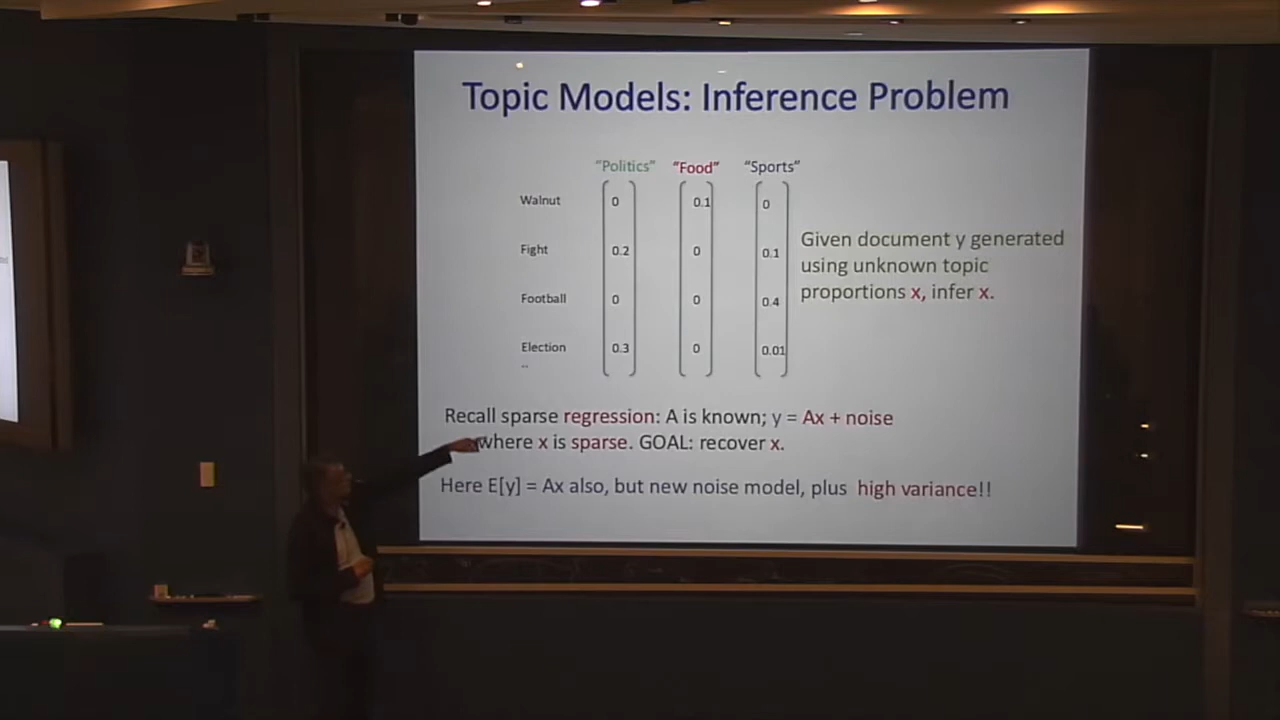 Topic Models: Inference Problem
"Politics" "Food" "Sports"
Walnut 0 0.1 0
Fight 0.2 0 0.1
Football 0 0 0.4
Election 0.3 0 0.01
..
Given document y generated
using unknown topic
proportions x, infer x.
Recall sparse regression: A is known; y = Ax + noise
where x is sparse. GOAL: recover x.
Here E[y] = Ax also, but new noise model, plus high variance!!